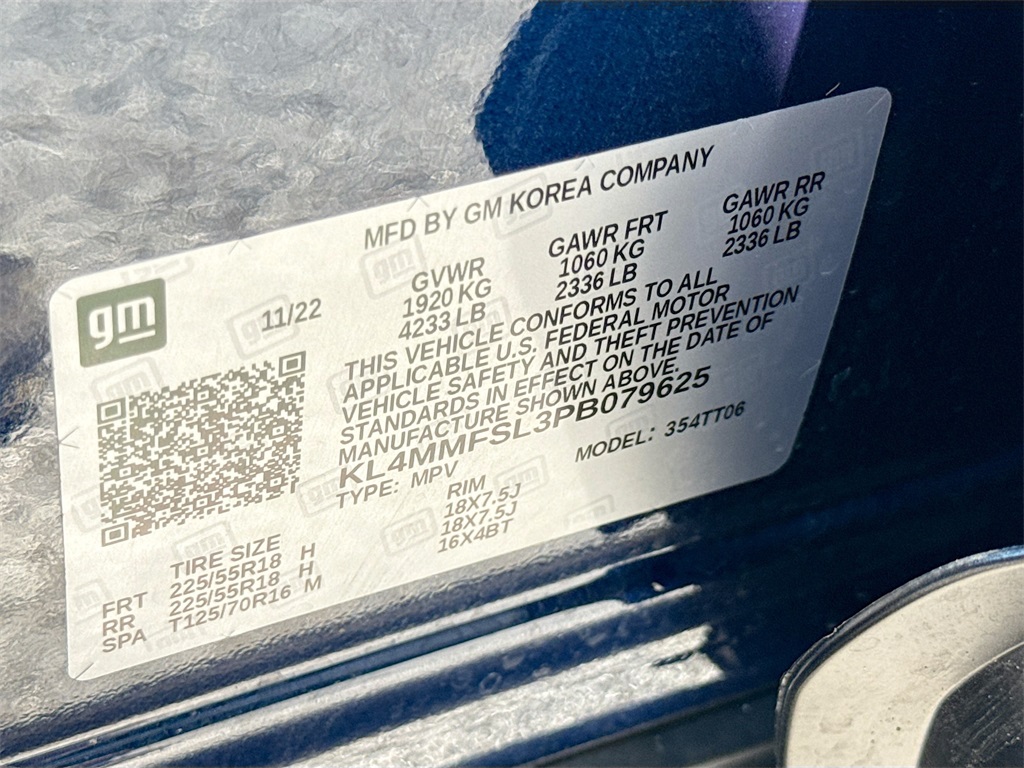 MFD BY GM KOREA COMPANY
gm
11/22
GVWR GAWR FRT GAWR RR
1920 KG 1060 KG 1060 KG
4233 LB 2336 LB 2336 LB
THIS VEHICLE CONFORMS TO ALL
APPLICABLE U.S. FEDERAL MOTOR
VEHICLE SAFETY AND THEFT PREVENTION
STANDARDS IN EFFECT ON THE DATE OF
MANUFACTURE SHOWN ABOVE.
KL4MMFSL3PB079625
TYPE: MPV MODEL: 354TT06
TIRE SIZE RIM
FRT 225/55R18 H 18X7.5J
RR 225/55R18 H 18X7.5J
SPA T125/70R16 M 16X4BT